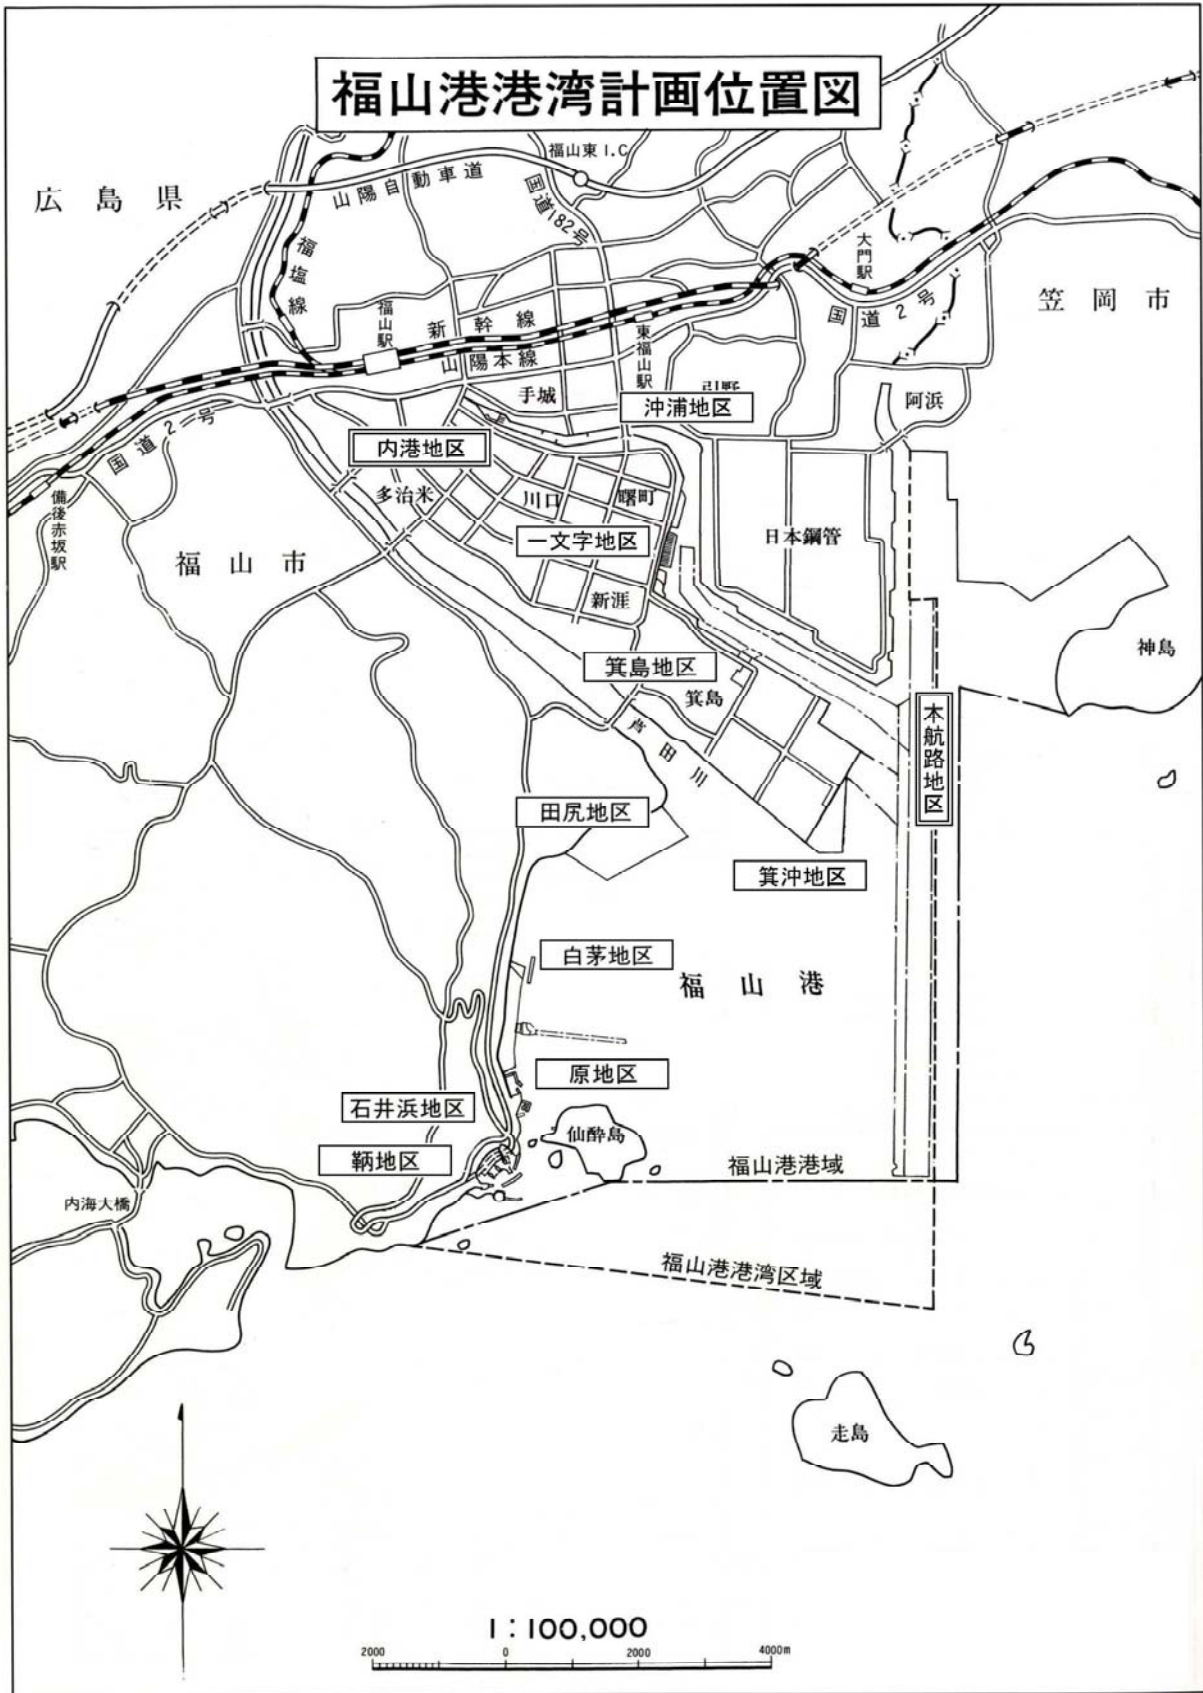 福山港港湾計画位置図
福山東I.C
山陽自動車道
国道182号
広島県
福塩線
大門駅
笠岡市
国道2号
福山駅
新幹線
山陽本線
東福山駅
手城
引野
沖浦地区
阿浜
国道2号
内港地区
備後赤坂駅
多治米
川口
曙町
一文字地区
日本鋼管
福山市
新涯
神島
箕島地区
箕島
芦田川
本航路地区
田尻地区
箕沖地区
白茅地区
福山港
原地区
石井浜地区
仙酔島
鞆地区
福山港港域
内海大橋
福山港港湾区域
走島
1:100,000
2000 0 2000 4000m